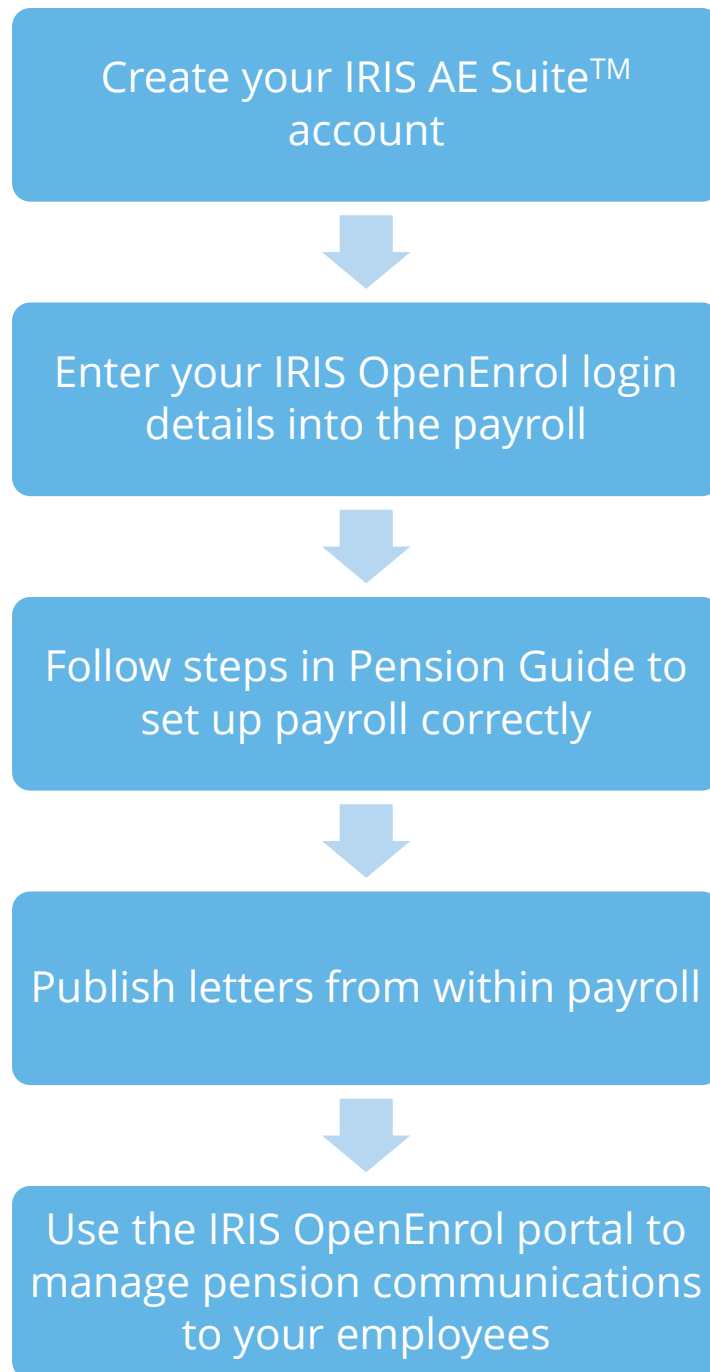 Create your IRIS AE Suite™
account
Enter your IRIS OpenEnrol login
details into the payroll
Follow steps in Pension Guide to
set up payroll correctly
Publish letters from within payroll
Use the IRIS OpenEnrol portal to
manage pension communications
to your employees